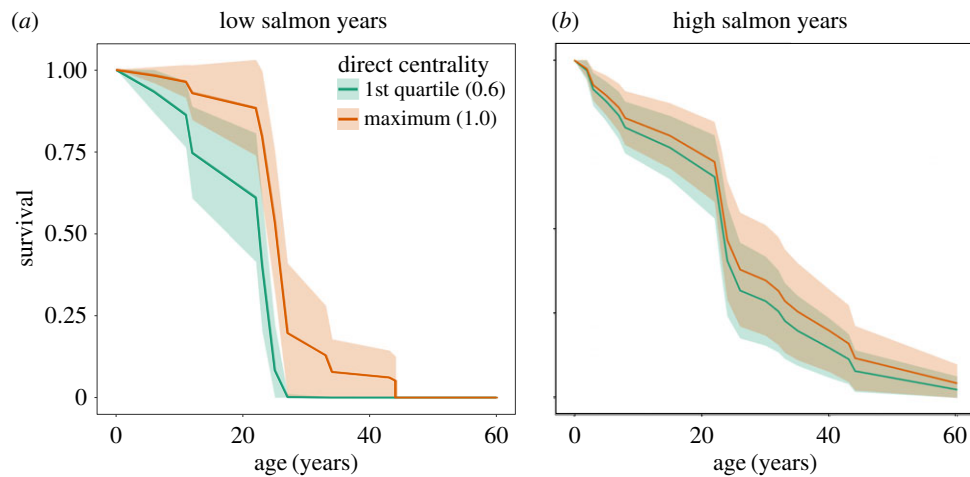 (a) low salmon years
direct centrality
1st quartile (0.6)
maximum (1.0)
survival
1.00
0.75
0.50
0.25
0
0 20 40 60
age (years)
(b) high salmon years
0 20 40 60
age (years)